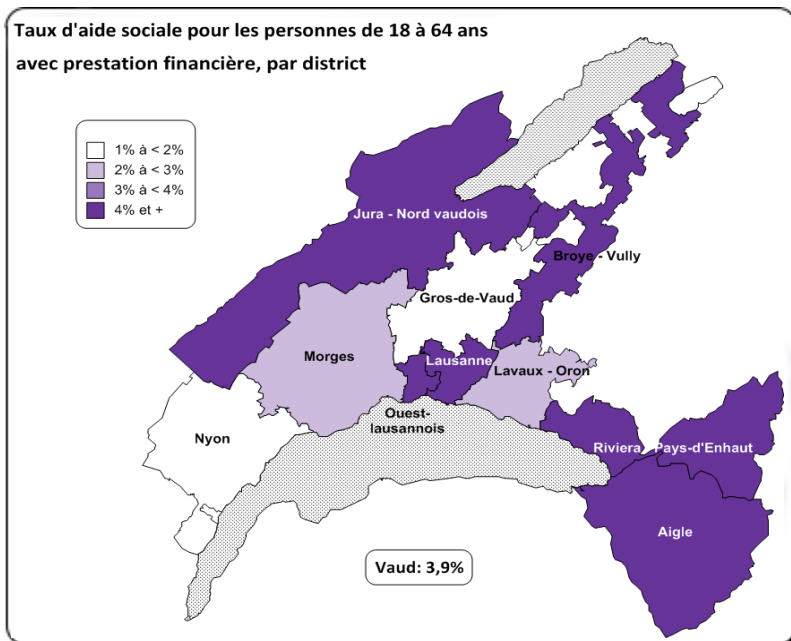 Taux d'aide sociale pour les personnes de 18 à 64 ans
avec prestation financière, par district
1% à < 2%
2% à < 3%
3% à < 4%
4% et +
Jura - Nord vaudois
Broye - Vully
Gros-de-Vaud
Morges
Lausanne
Lavaux - Oron
Ouest-
lausannois
Nyon
Riviera
Pays-d'Enhaut
Aigle
Vaud: 3,9%